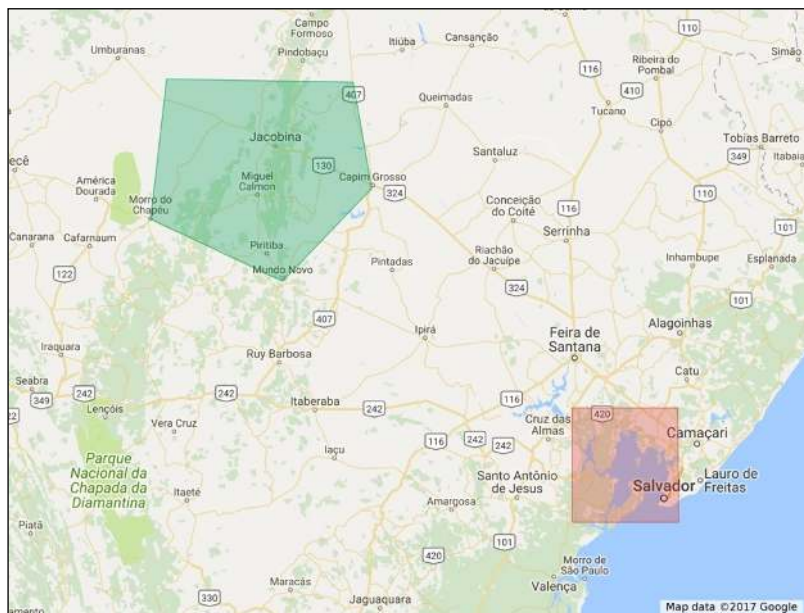 Campo
Formoso
Umburanas
Pindobaçu
Itiúba
Cansanção
110
Simão
116
Ribeira do
Pombal
407
410
Queimadas
Tucano
Cipó
Jacobina
Tobias Barreto
349
Itabaia
Santaluz
130
ecê
América
Dourada
Miguel
Calmon
Capim Grosso
324
110
Morro do
Chapéu
Conceição
do Coité
116
Serrinha
101
Canarana
Cafarnaum
Piritiba
Riachão
do Jacuípe
Inhambupe
Esplanada
Mundo Novo
Pintadas
122
324
101
407
Ipirá
Alagoinhas
Feira de
Santana
Iraquara
Ruy Barbosa
Catu
Seabra
242
242
116
349
22
Lençóis
Itaberaba
242
420
Vera Cruz
Cruz das
Almas
Camaçari
116
242
242
Iaçu
Parque
Nacional da
Chapada da
Diamantina
Santo Antônio
de Jesus
Lauro de
Freitas
Salvador
Itaeté
Amargosa
Piatã
101
420
Morro de
São Paulo
Maracás
Valença
330
Jaguaquara
amento
Map data ©2017 Google